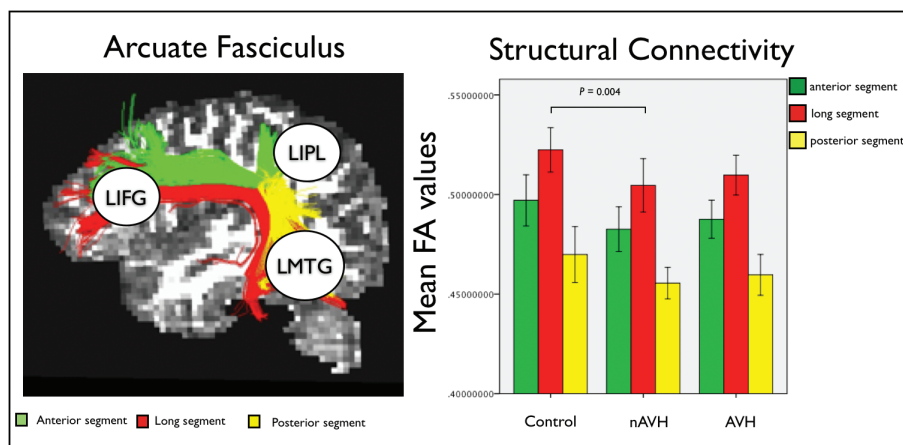 Arcuate Fasciculus
LIPL
LIFG
LMTG
Anterior segment
Long segment
Posterior segment
Structural Connectivity
anterior segment
long segment
posterior segment
P = 0.004
Mean FA values
.55000000
.50000000
.45000000
.40000000
Control
nAVH
AVH